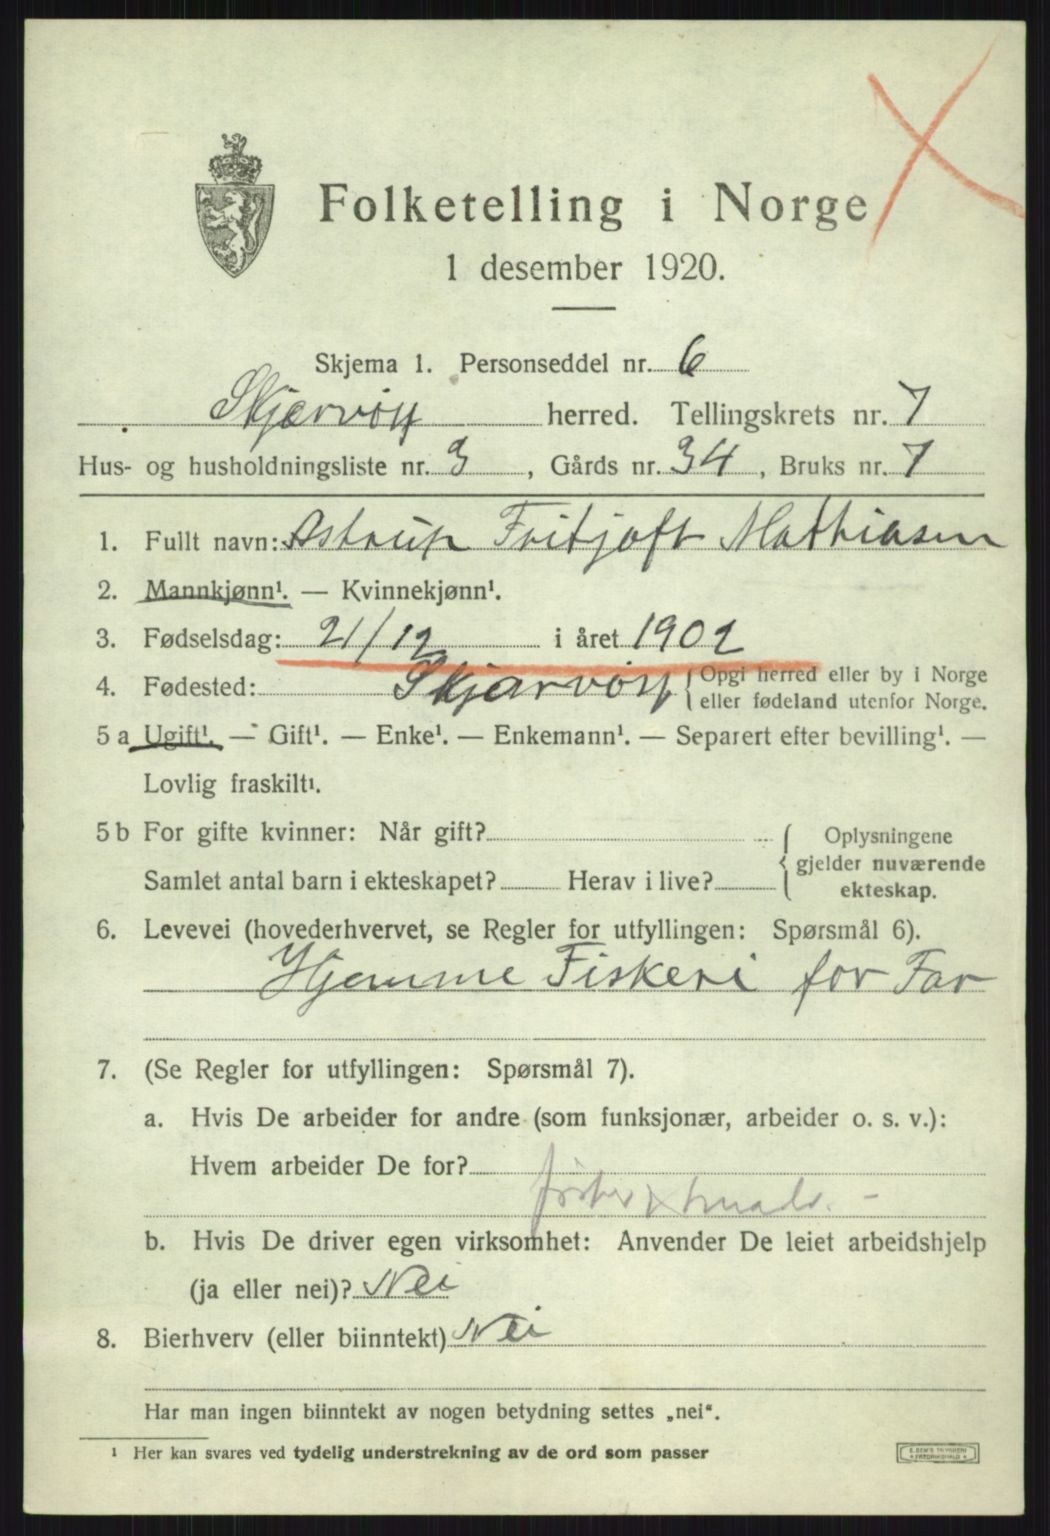 Folketelling i Norge
1 desember 1920.
Skjema 1. Personseddel nr. 6
Skjærvøy herred. Tellingskrets nr. 7
Hus- og husholdningsliste nr. 3, Gårds nr. 34, Bruks nr. 7
1. Fullt navn: Astrup Fritjoft Mathiasen
2. Mannkjønn¹. — Kvinnekjønn¹.
3. Fødselsdag: 21/12 i året 1902
4. Fødested: Skjærvøy { Opgi herred eller by i Norge
eller fødeland utenfor Norge.
5 a Ugift¹. — Gift¹. — Enke¹. — Enkemann¹. — Separert efter bevilling¹. —
Lovlig fraskilt¹.
5 b For gifte kvinner: Når gift?
Samlet antal barn i ekteskapet? Herav i live?
{ Oplysningene
gjelder nuværende
ekteskap.
6. Levevei (hovederhvervet, se Regler for utfyllingen: Spørsmål 6).
Hjemme Fiskeri for Far
7. (Se Regler for utfyllingen: Spørsmål 7).
a. Hvis De arbeider for andre (som funksjonær, arbeider o. s. v.):
Hvem arbeider De for?
b. Hvis De driver egen virksomhet: Anvender De leiet arbeidshjelp
(ja eller nei)? Nei
8. Bierhverv (eller biinntekt) Nei
Har man ingen biinntekt av nogen betydning settes „nei“.
¹ Her kan svares ved tydelig understrekning av de ord som passer